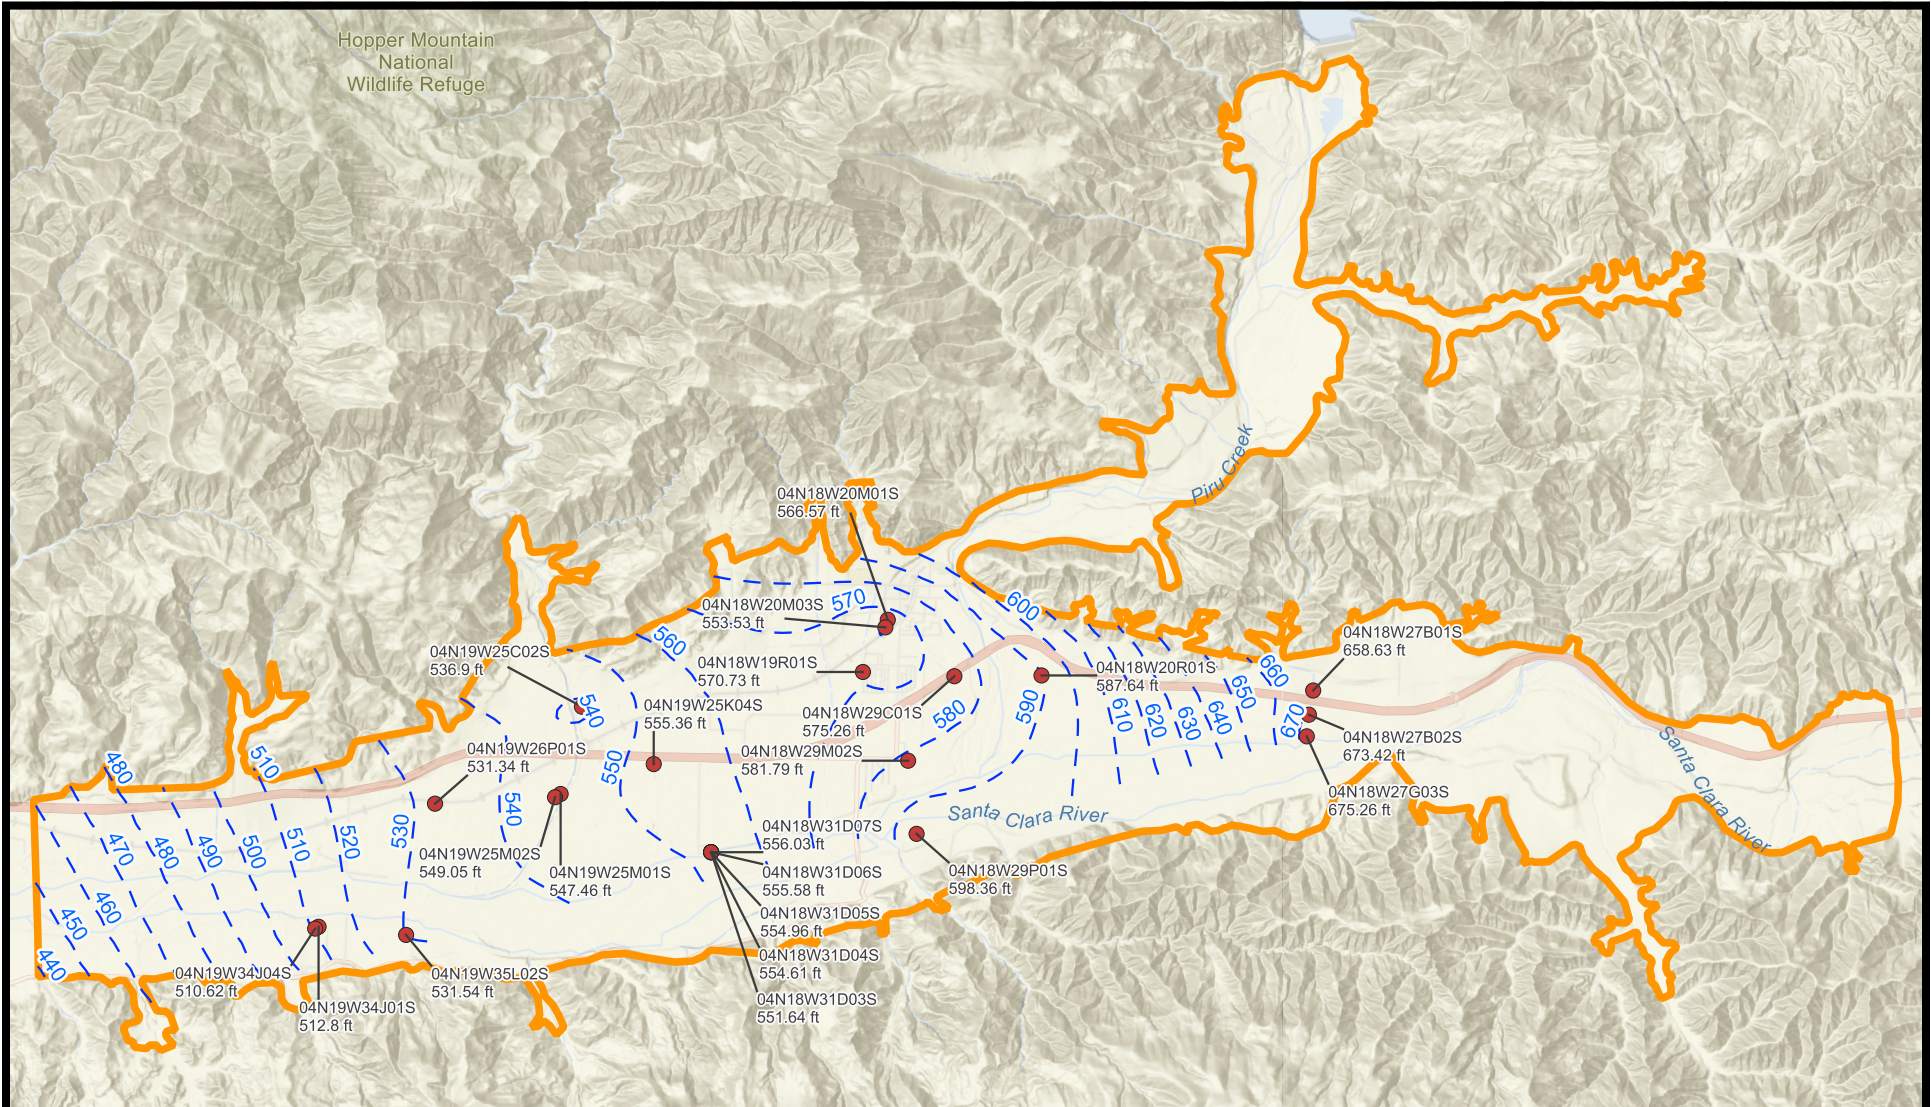 Hopper Mountain
National
Wildlife Refuge
Piru Creek
04N18W20M01S
566.57 ft
04N18W20M03S
553.53 ft
570
600
04N19W25C02S
536.9 ft
560
04N18W19R01S
570.73 ft
04N18W20R01S
587.64 ft
04N18W27B01S
658.63 ft
660
650
640
630
620
610
670
540
04N19W25K04S
555.36 ft
04N18W29C01S
575.26 ft
580
590
04N18W27B02S
673.42 ft
04N19W26P01S
531.34 ft
04N18W29M02S
581.79 ft
550
480
510
04N18W27G03S
675.26 ft
Santa Clara River
Santa Clara River
470
480
490
500
510
520
530
540
04N19W25M02S
549.05 ft
04N19W25M01S
547.46 ft
04N18W31D07S
556.03 ft
04N18W31D06S
555.58 ft
04N18W31D05S
554.96 ft
04N18W31D04S
554.61 ft
04N18W31D03S
551.64 ft
04N18W29P01S
598.36 ft
460
450
440
04N19W34J04S
510.62 ft
04N19W34J01S
512.8 ft
04N19W35L02S
531.54 ft